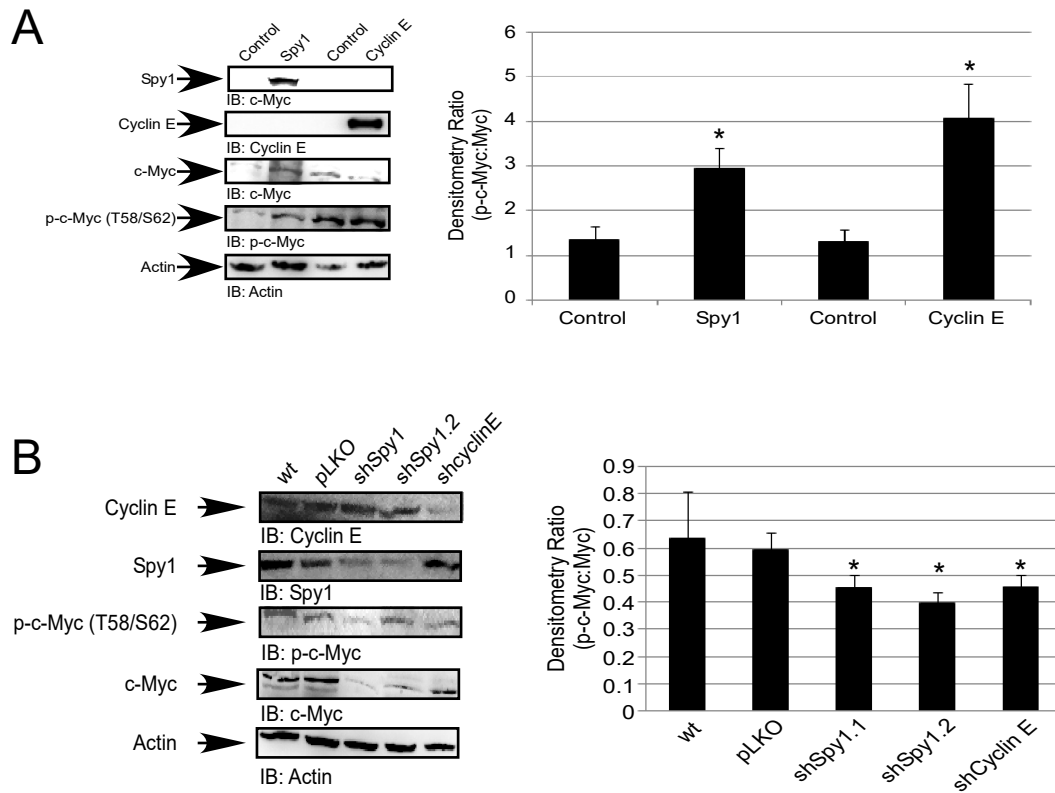 A
Control Spy1 Control Cyclin E
Spy1
IB: c-Myc
Cyclin E
IB: Cyclin E
c-Myc
IB: c-Myc
p-c-Myc (T58/S62)
IB: p-c-Myc
Actin
IB: Actin
Densitometry Ratio
(p-c-Myc:Myc)
6
5
4
3
2
1
0
*
*
Control Spy1 Control Cyclin E
B
wt pLKO shSpy1 shSpy1.2 shcyclinE
Cyclin E
IB: Cyclin E
Spy1
IB: Spy1
p-c-Myc (T58/S62)
IB: p-c-Myc
c-Myc
IB: c-Myc
Actin
IB: Actin
Densitometry Ratio
(p-c-Myc:Myc)
0.9
0.8
0.7
0.6
0.5
0.4
0.3
0.2
0.1
0
* * *
wt pLKO shSpy1.1 shSpy1.2 shCyclin E